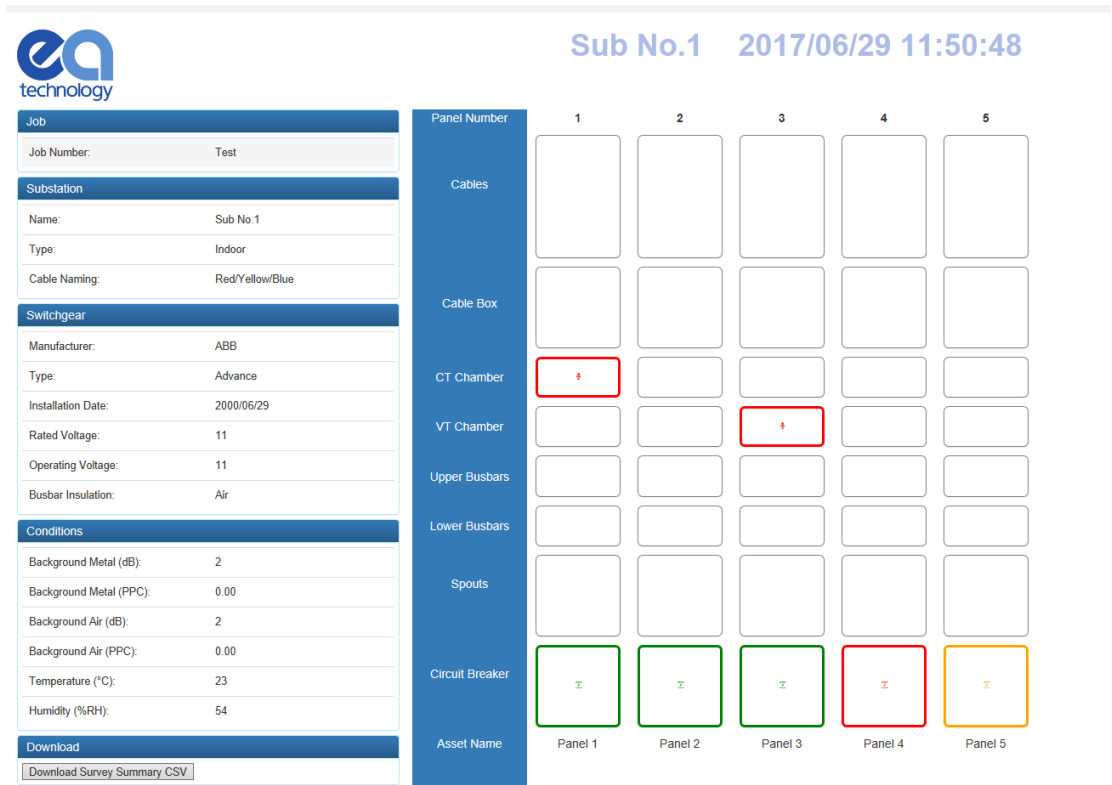 Sub No.1 2017/06/29 11:50:48
ea
technology
Job
Job Number: Test
Substation
Name: Sub No.1
Type: Indoor
Cable Naming: Red/Yellow/Blue
Switchgear
Manufacturer: ABB
Type: Advance
Installation Date: 2000/06/29
Rated Voltage: 11
Operating Voltage: 11
Busbar Insulation: Air
Conditions
Background Metal (dB): 2
Background Metal (PPC): 0.00
Background Air (dB): 2
Background Air (PPC): 0.00
Temperature (°C): 23
Humidity (%RH): 54
Download
Download Survey Summary CSV
Panel Number 1 2 3 4 5
Cables
Cable Box
CT Chamber
VT Chamber
Upper Busbars
Lower Busbars
Spouts
Circuit Breaker
Asset Name Panel 1 Panel 2 Panel 3 Panel 4 Panel 5